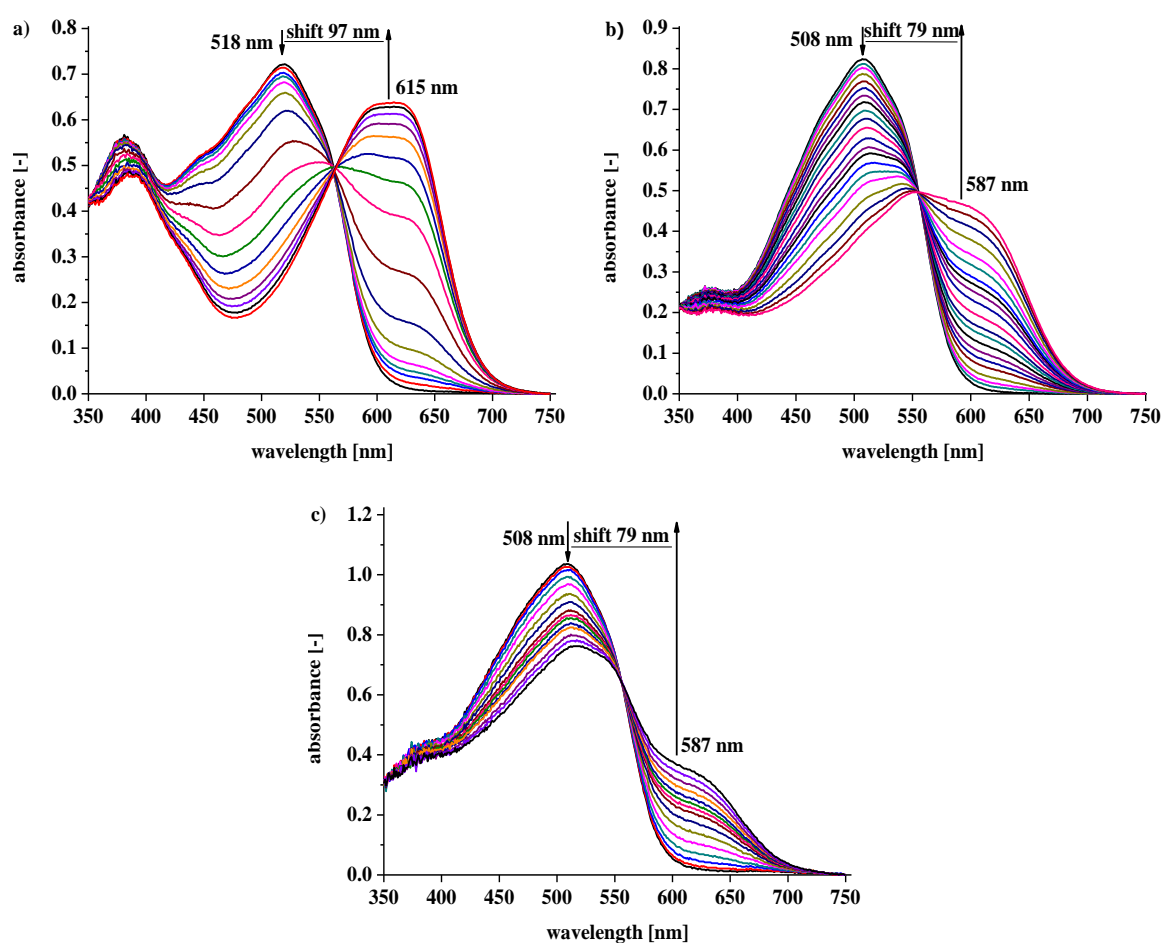 a)
518 nm
shift 97 nm
615 nm
0.8
0.7
0.6
0.5
0.4
0.3
0.2
0.1
0.0
absorbance [-]
350 400 450 500 550 600 650 700 750
wavelength [nm]
b)
508 nm
shift 79 nm
587 nm
0.9
0.8
0.7
0.6
0.5
0.4
0.3
0.2
0.1
0.0
absorbance [-]
350 400 450 500 550 600 650 700 750
wavelength [nm]
c)
508 nm
shift 79 nm
587 nm
1.2
1.0
0.8
0.6
0.4
0.2
0.0
absorbance [-]
350 400 450 500 550 600 650 700 750
wavelength [nm]